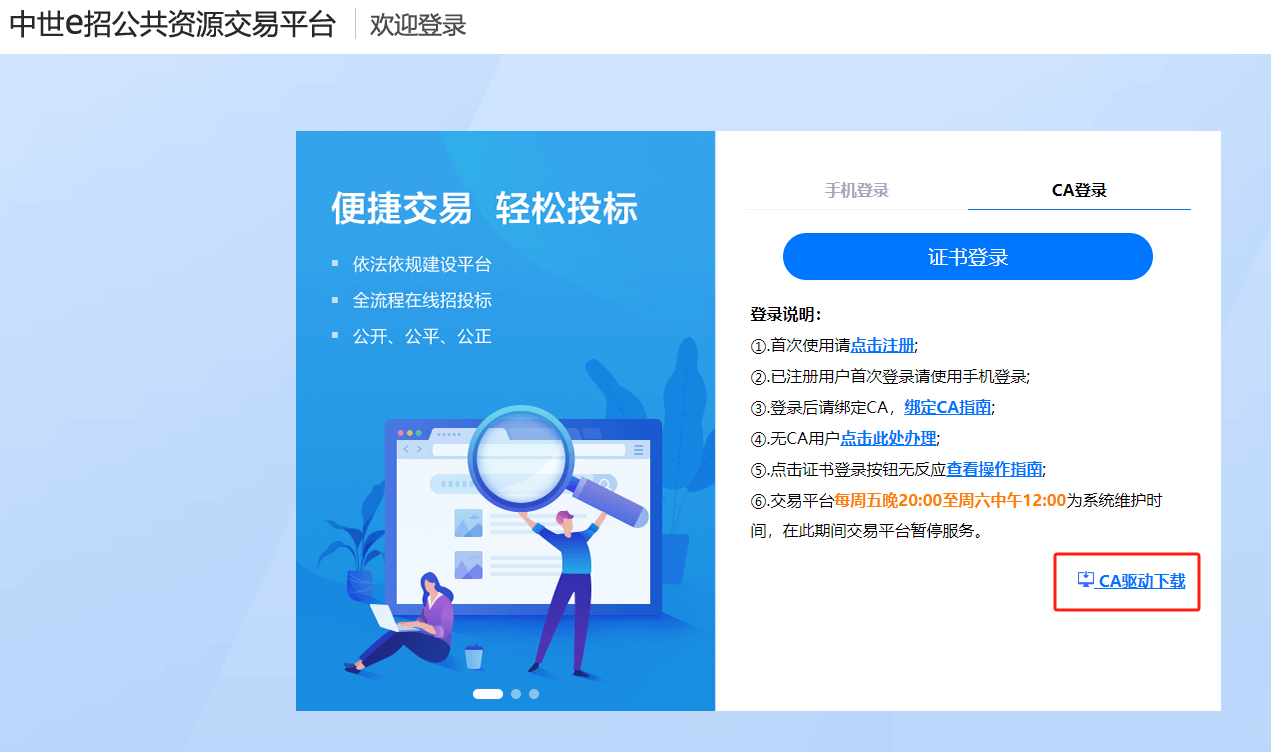 中世e招公共资源交易平台 欢迎登录
便捷交易 轻松投标
依法依规建设平台
全流程在线招投标
公开、公平、公正
手机登录 CA登录
证书登录
登录说明：
①.首次使用请点击注册;
②.已注册用户首次登录请使用手机登录;
③.登录后请绑定CA，绑定CA指南;
④.无CA用户点击此处办理;
⑤.点击证书登录按钮无反应查看操作指南;
⑥.交易平台每周五晚20:00至周六中午12:00为系统维护时
间，在此期间交易平台暂停服务。
CA驱动下载